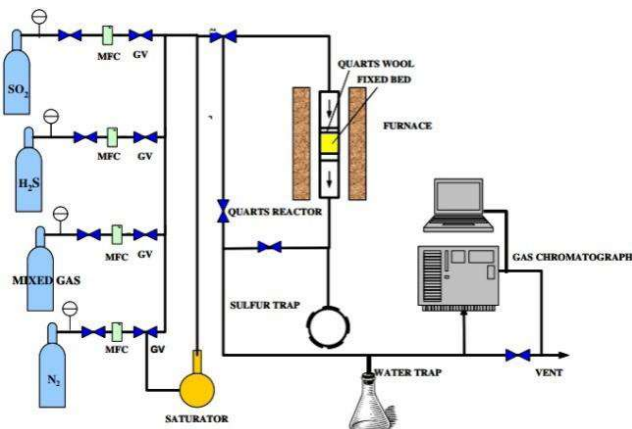 SO2
MFC
GV
QUARTS WOOL
FIXED BED
FURNACE
H2S
MFC
GV
QUARTS REACTOR
MIXED GAS
MFC
GV
GAS CHROMATOGRAPH
SULFUR TRAP
N2
MFC
GV
SATURATOR
WATER TRAP
VENT